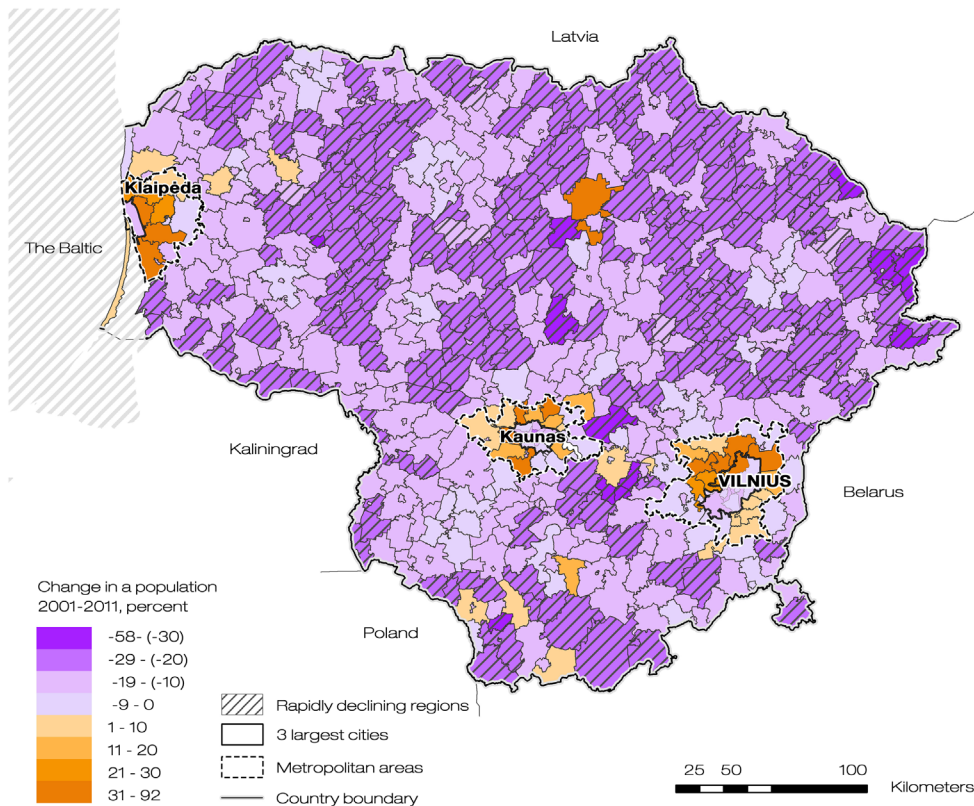 Latvia
Klaipėda
The Baltic
Kaunas
Kaliningrad
VILNIUS
Belarus
Poland
Change in a population
2001-2011, percent
-58- (-30)
-29 - (-20)
-19 - (-10)
-9 - 0
1 - 10
11 - 20
21 - 30
31 - 92
Rapidly declining regions
3 largest cities
Metropolitan areas
Country boundary
25 50 100
Kilometers